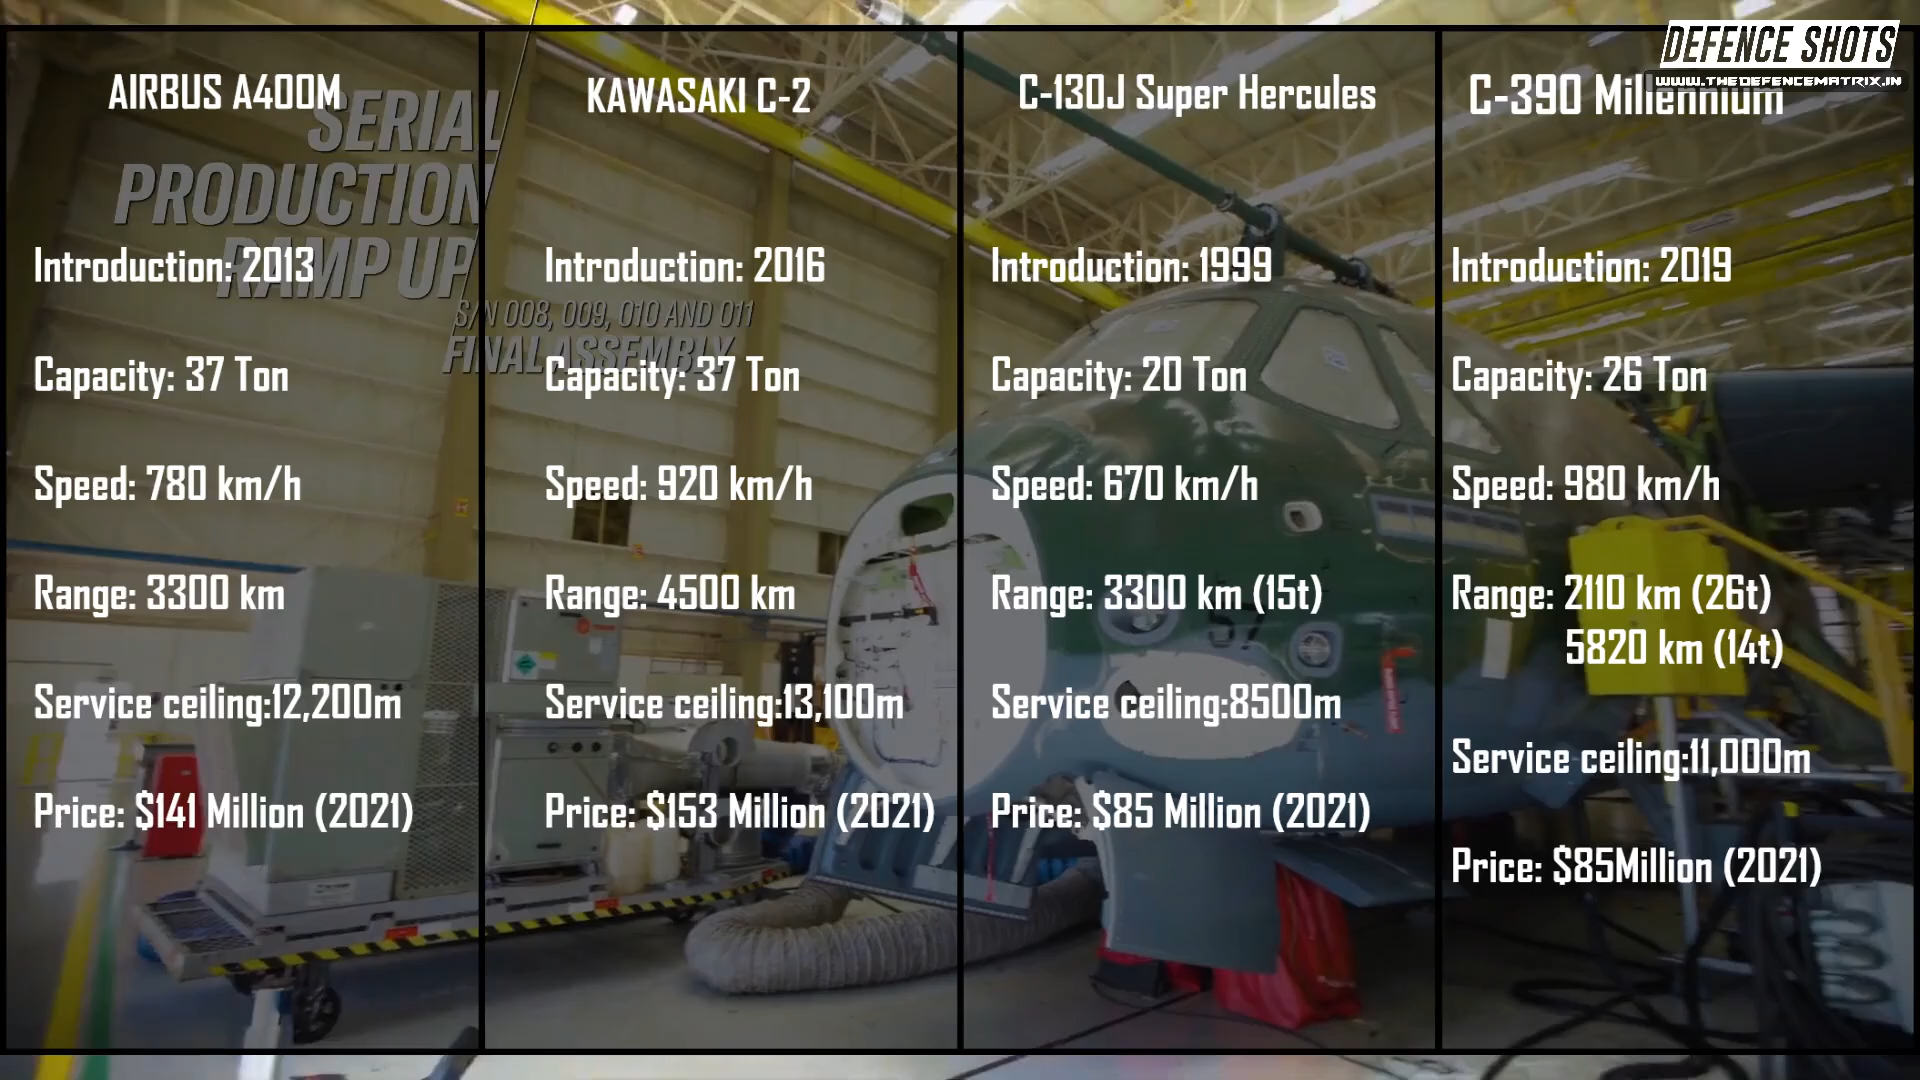 DEFENCE SHOTS
WWW.THEDEFENCEMATRIX.IN
AIRBUS A400M
SERIAL
PRODUCTION
RAMP UP
S/N 008, 009, 010 AND 011
FINAL ASSEMBLY
Introduction: 2013
Capacity: 37 Ton
Speed: 780 km/h
Range: 3300 km
Service ceiling:12,200m
Price: $141 Million (2021)
KAWASAKI C-2
Introduction: 2016
Capacity: 37 Ton
Speed: 920 km/h
Range: 4500 km
Service ceiling:13,100m
Price: $153 Million (2021)
C-130J Super Hercules
Introduction: 1999
Capacity: 20 Ton
Speed: 670 km/h
Range: 3300 km (15t)
Service ceiling:8500m
Price: $85 Million (2021)
C-390 Millennium
Introduction: 2019
Capacity: 26 Ton
Speed: 980 km/h
Range: 2110 km (26t)
5820 km (14t)
Service ceiling:11,000m
Price: $85Million (2021)